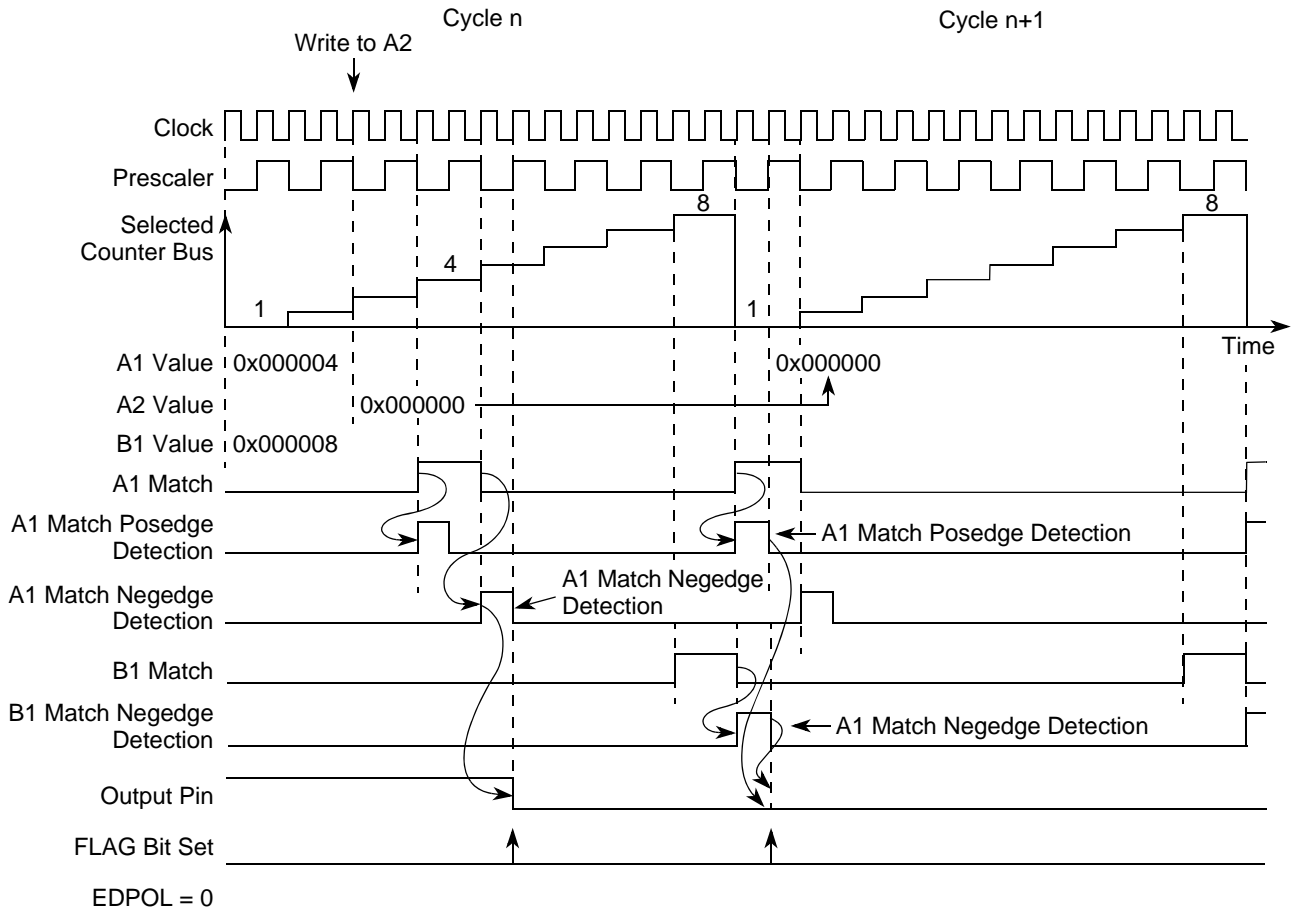 Cycle n
Cycle n+1
Write to A2
Clock
Prescaler
8
8
Selected
Counter Bus
4
1
1
Time
A1 Value
0x000004
0x000000
A2 Value
0x000000
B1 Value
0x000008
A1 Match
A1 Match Posedge
Detection
A1 Match Posedge Detection
A1 Match Negedge
Detection
A1 Match Negedge
Detection
B1 Match
B1 Match Negedge
Detection
A1 Match Negedge Detection
Output Pin
FLAG Bit Set
EDPOL = 0